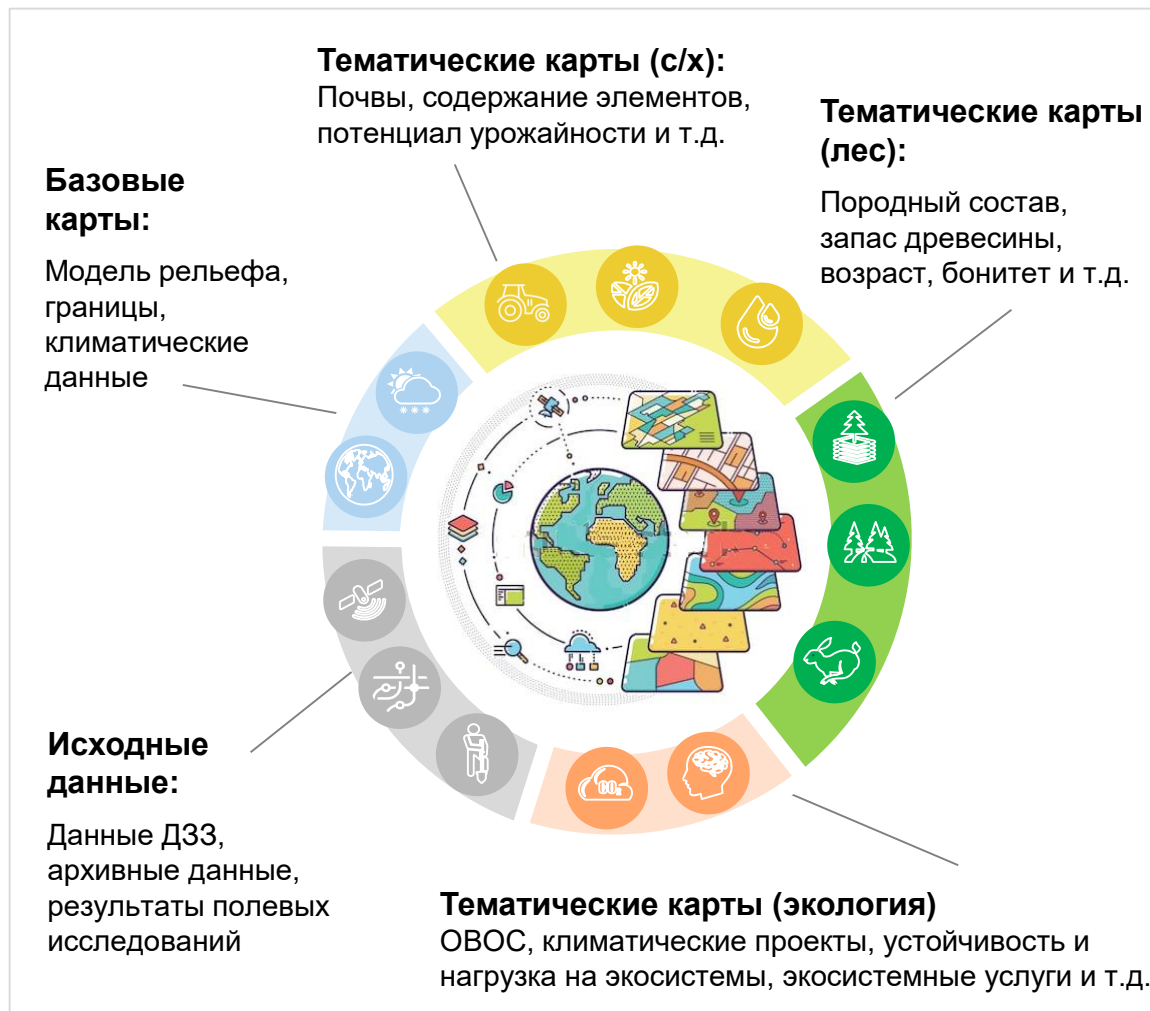 Тематические карты (с/х):
Почвы, содержание элементов,
потенциал урожайности и т.д.
Тематические карты
(лес):
Породный состав,
запас древесины,
возраст, бонитет и т.д.
Базовые
карты:
Модель рельефа,
границы,
климатические
данные
Исходные
данные:
Данные ДЗЗ,
архивные данные,
результаты полевых
исследований
CO₂
Тематические карты (экология)
ОВОС, климатические проекты, устойчивость и
нагрузка на экосистемы, экосистемные услуги и т.д.